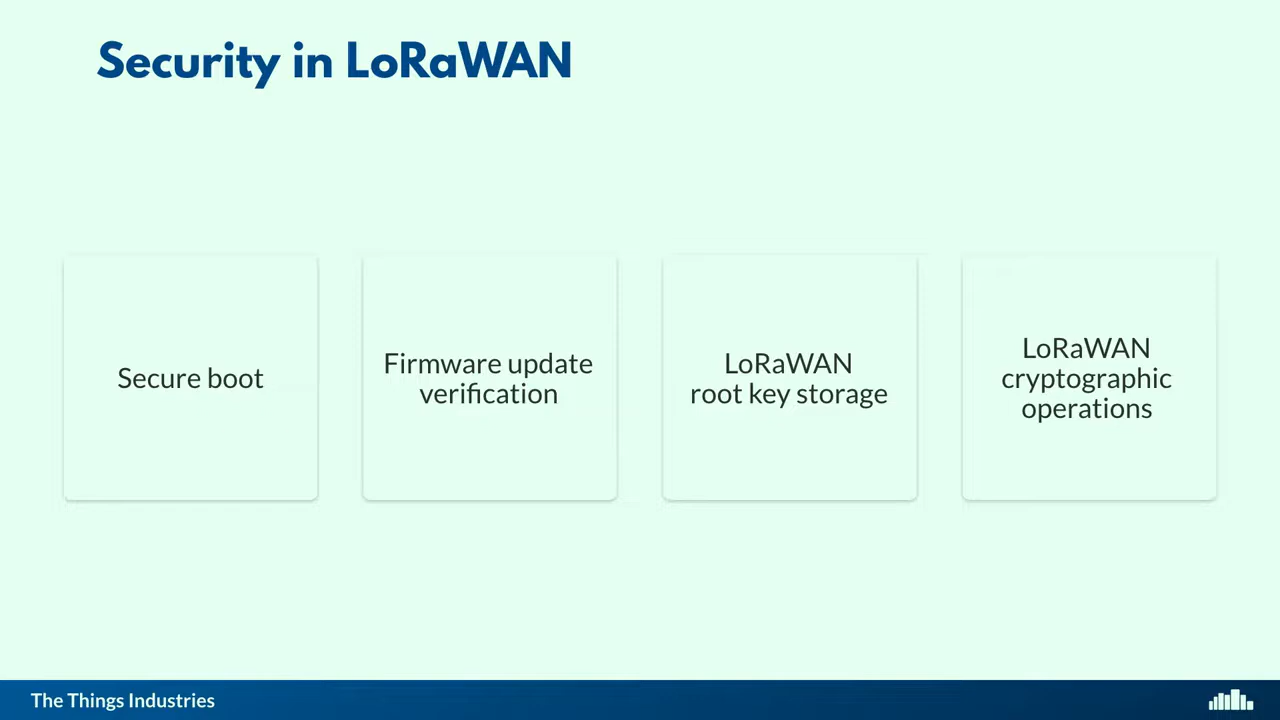 Security in LoRaWAN
Secure boot
Firmware update
verification
LoRaWAN
root key storage
LoRaWAN
cryptographic
operations
The Things Industries